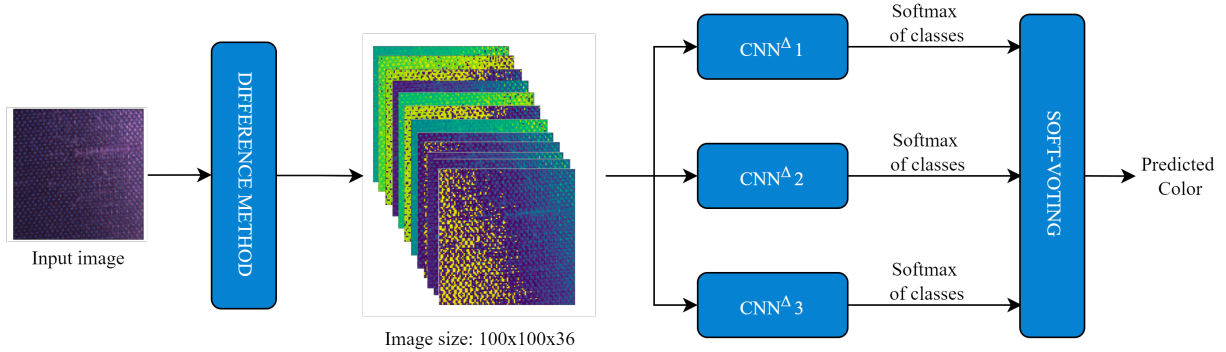 Input image
DIFFERENCE METHOD
Image size: 100x100x36
CNN^Δ 1
CNN^Δ 2
CNN^Δ 3
Softmax
of classes
Softmax
of classes
Softmax
of classes
SOFT-VOTING
Predicted
Color